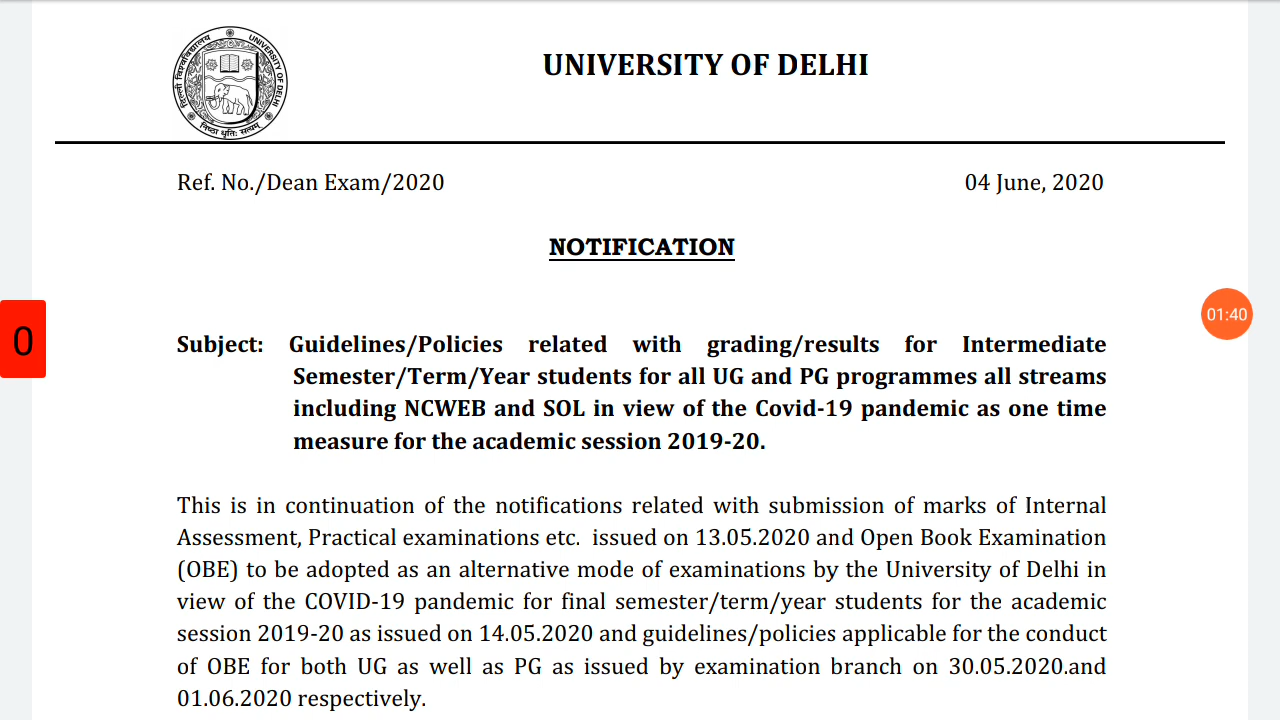 दिल्ली विश्वविद्यालय UNIVERSITY OF DELHI
निष्ठा धृतिः सत्यम्
UNIVERSITY OF DELHI
Ref. No./Dean Exam/2020 04 June, 2020
NOTIFICATION
0
01:40
Subject: Guidelines/Policies related with grading/results for Intermediate
Semester/Term/Year students for all UG and PG programmes all streams
including NCWEB and SOL in view of the Covid-19 pandemic as one time
measure for the academic session 2019-20.
This is in continuation of the notifications related with submission of marks of Internal
Assessment, Practical examinations etc. issued on 13.05.2020 and Open Book Examination
(OBE) to be adopted as an alternative mode of examinations by the University of Delhi in
view of the COVID-19 pandemic for final semester/term/year students for the academic
session 2019-20 as issued on 14.05.2020 and guidelines/policies applicable for the conduct
of OBE for both UG as well as PG as issued by examination branch on 30.05.2020.and
01.06.2020 respectively.